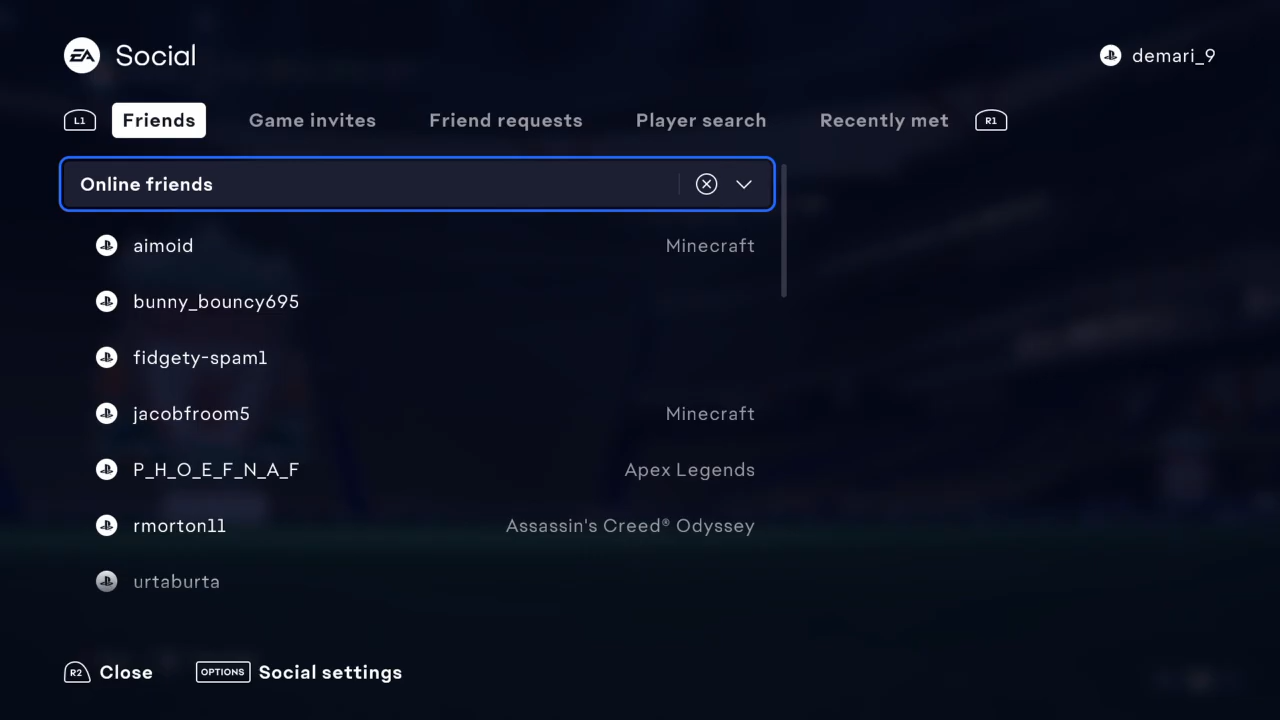 EA Social
demari_9
L1 Friends Game invites Friend requests Player search Recently met R1
Online friends
aimoid Minecraft
bunny_bouncy695
fidgety-spam1
jacobfroom5 Minecraft
P_H_O_E_F_N_A_F Apex Legends
rmorton11 Assassin's Creed® Odyssey
urtaburta
R2 Close OPTIONS Social settings